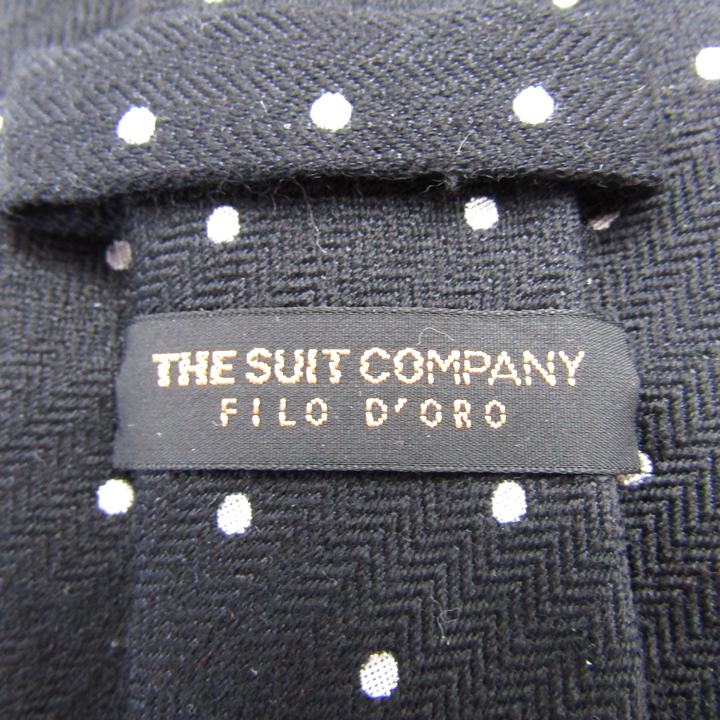 THE SUIT COMPANY
FILO D'ORO